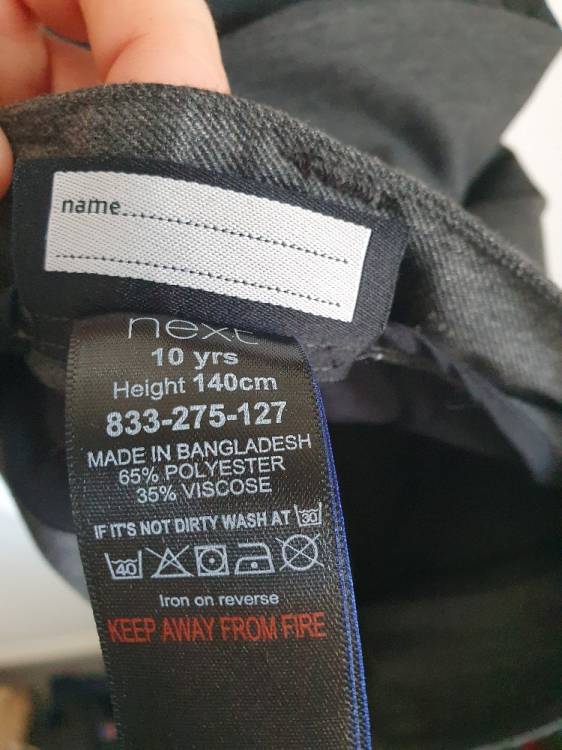 name....................................
............................................
next
10 yrs
Height 140cm
833-275-127
MADE IN BANGLADESH
65% POLYESTER
35% VISCOSE
IF IT'S NOT DIRTY WASH AT 30
40
Iron on reverse
KEEP AWAY FROM FIRE